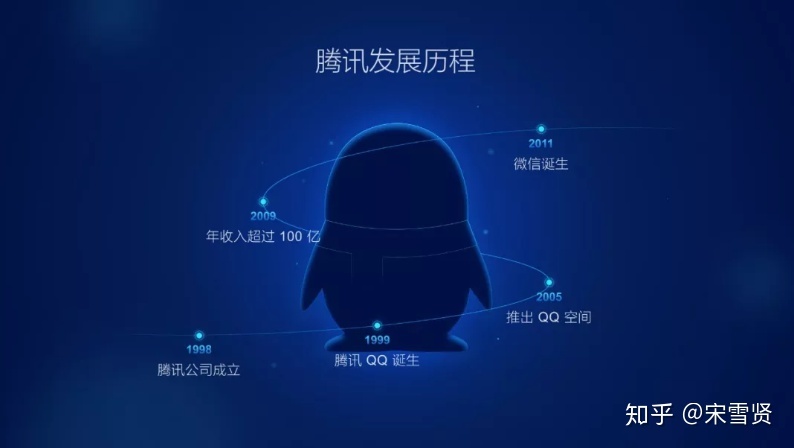 腾讯发展历程
2011
微信诞生
2009
年收入超过 100 亿
2005
推出 QQ 空间
1999
腾讯 QQ 诞生
1998
腾讯公司成立
知乎 @宋雪贤